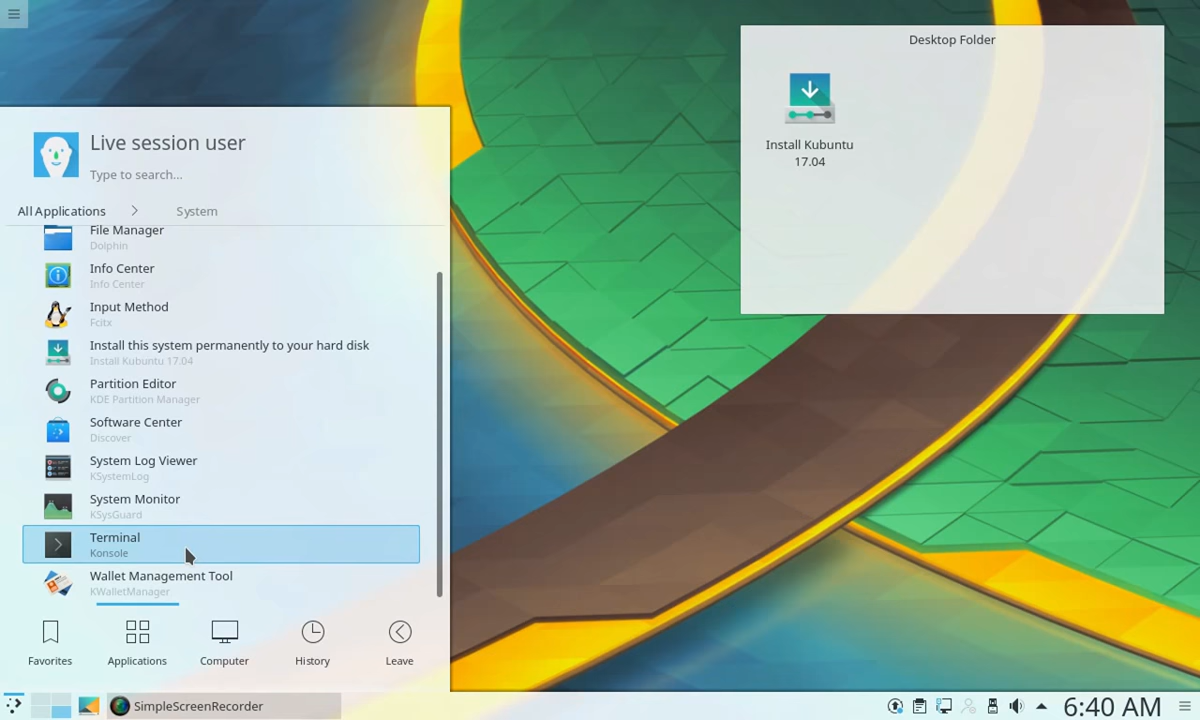 Desktop Folder
Install Kubuntu
17.04
Live session user
Type to search...
All Applications
System
File Manager
Dolphin
Info Center
Info Center
Input Method
Fcitx
Install this system permanently to your hard disk
Install Kubuntu 17.04
Partition Editor
KDE Partition Manager
Software Center
Discover
System Log Viewer
KSystemLog
System Monitor
KSysGuard
Terminal
Konsole
Wallet Management Tool
KWalletManager
Favorites
Applications
Computer
History
Leave
SimpleScreenRecorder
6:40 AM